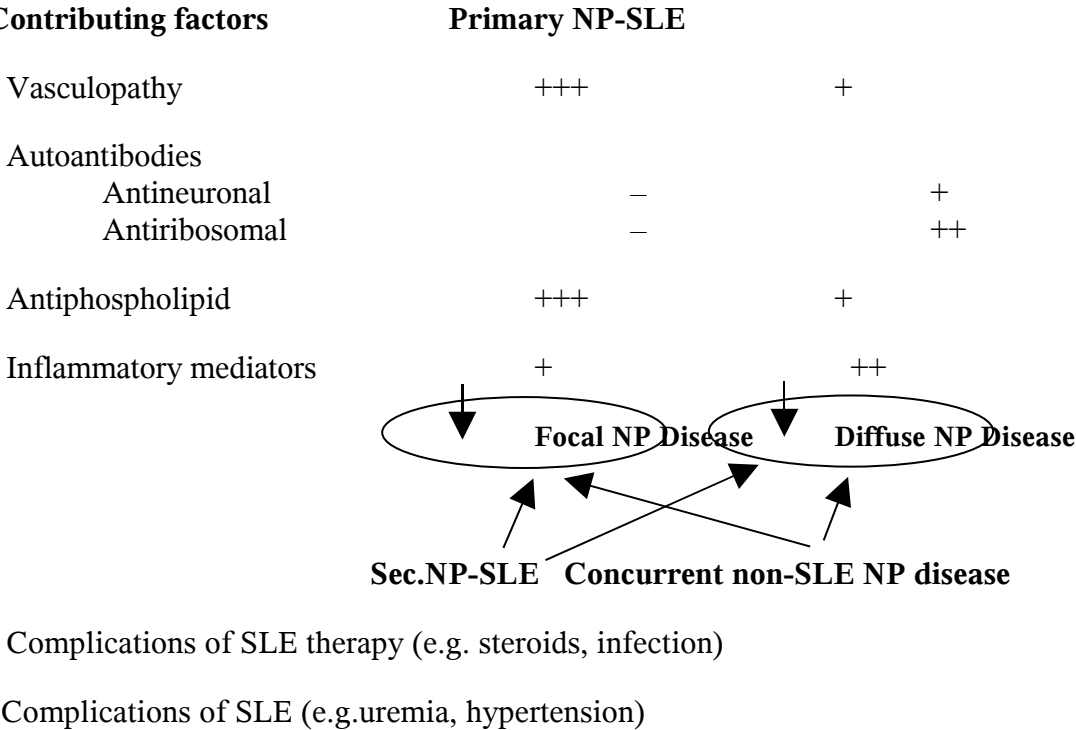 Contributing factors Primary NP-SLE
Vasculopathy +++ +
Autoantibodies
Antineuronal – +
Antiribosomal – ++
Antiphospholipid +++ +
Inflammatory mediators + ++
Focal NP Disease Diffuse NP Disease
Sec.NP-SLE Concurrent non-SLE NP disease
Complications of SLE therapy (e.g. steroids, infection)
Complications of SLE (e.g.uremia, hypertension)